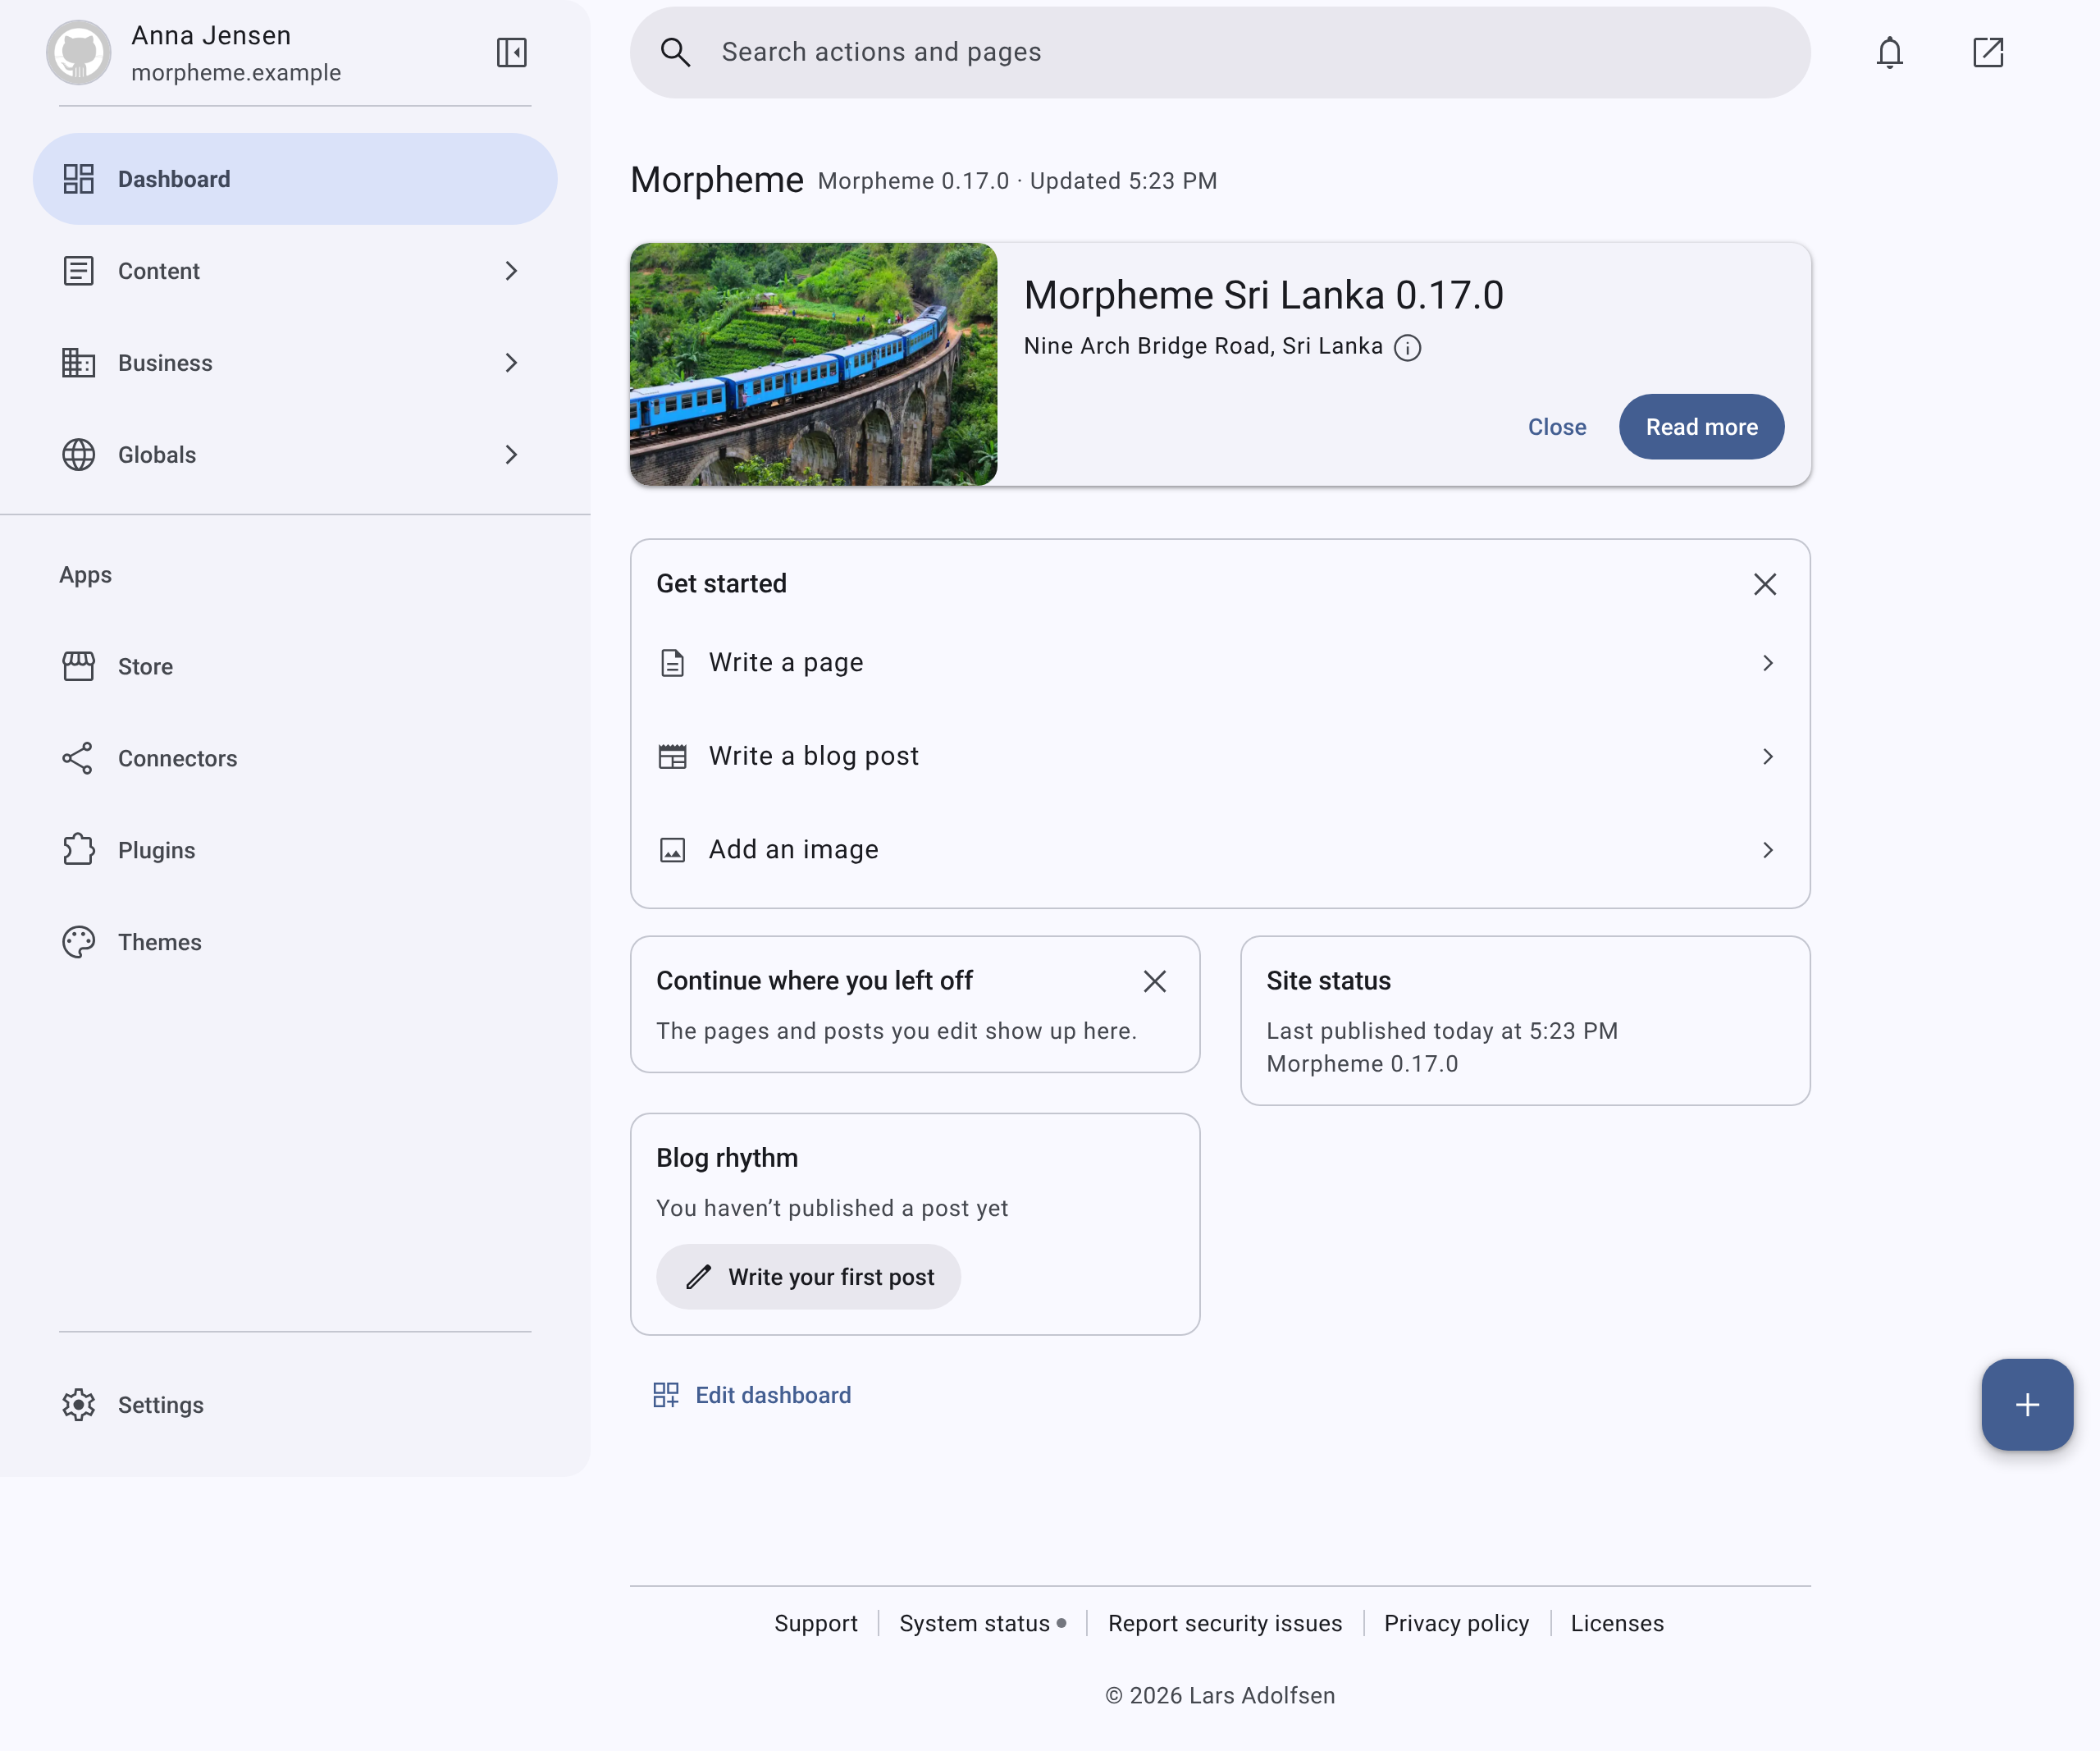 Anna Jensen
morpheme.example
Dashboard
Content
Business
Globals
Apps
Store
Connectors
Plugins
Themes
Settings
Search actions and pages
Morpheme Morpheme 0.17.0 · Updated 5:23 PM
Morpheme Sri Lanka 0.17.0
Nine Arch Bridge Road, Sri Lanka
Close Read more
Get started
Write a page
Write a blog post
Add an image
Continue where you left off
The pages and posts you edit show up here.
Site status
Last published today at 5:23 PM
Morpheme 0.17.0
Blog rhythm
You haven’t published a post yet
Write your first post
Edit dashboard
Support System status Report security issues Privacy policy Licenses
© 2026 Lars Adolfsen